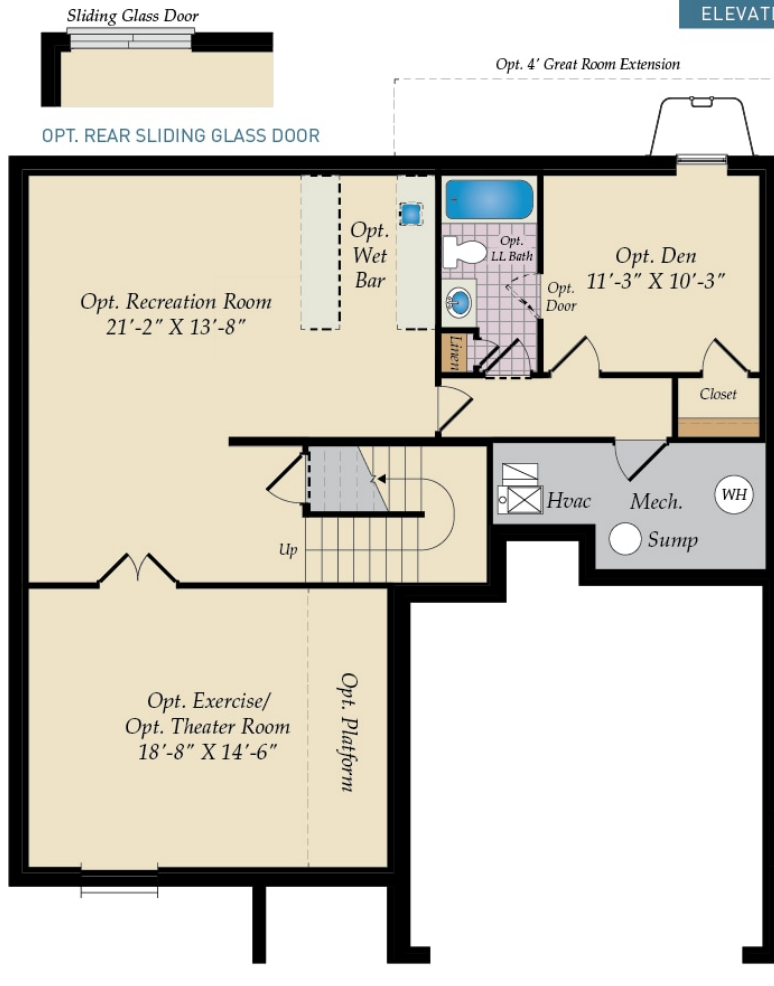 Sliding Glass Door
OPT. REAR SLIDING GLASS DOOR
Opt. 4' Great Room Extension
Opt. Recreation Room
21'-2" X 13'-8"
Opt.
Wet
Bar
Opt.
LL Bath
Opt.
Door
Opt. Den
11'-3" X 10'-3"
Linen
Closet
Up
Hvac
Mech.
WH
Sump
Opt. Exercise/
Opt. Theater Room
18'-8" X 14'-6"
Opt. Platform